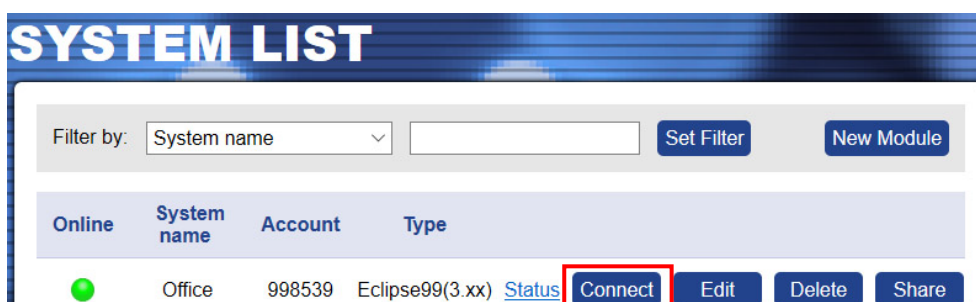 SYSTEM LIST
Filter by: System name Set Filter New Module
Online System name Account Type
Office 998539 Eclipse99(3.xx) Status Connect Edit Delete Share